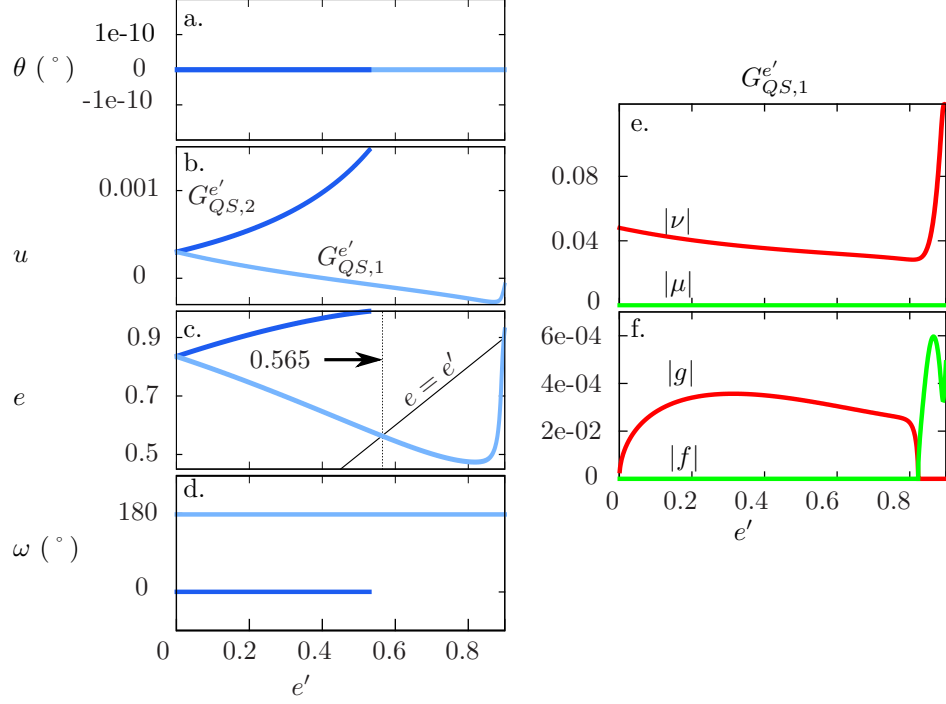 a.
1e-10
θ (°) 0
-1e-10
b.
0.001
G^{e'}_{QS,2}
u
G^{e'}_{QS,1}
0
c.
0.9
0.565
e = e'
0.7
e
0.5
d.
180
ω (°)
0
0 0.2 0.4 0.6 0.8
e'
G^{e'}_{QS,1}
e.
0.08
|ν|
0.04
|μ|
0
f.
6e-04
|g|
4e-04
2e-02
|f|
0
0 0.2 0.4 0.6 0.8
e'